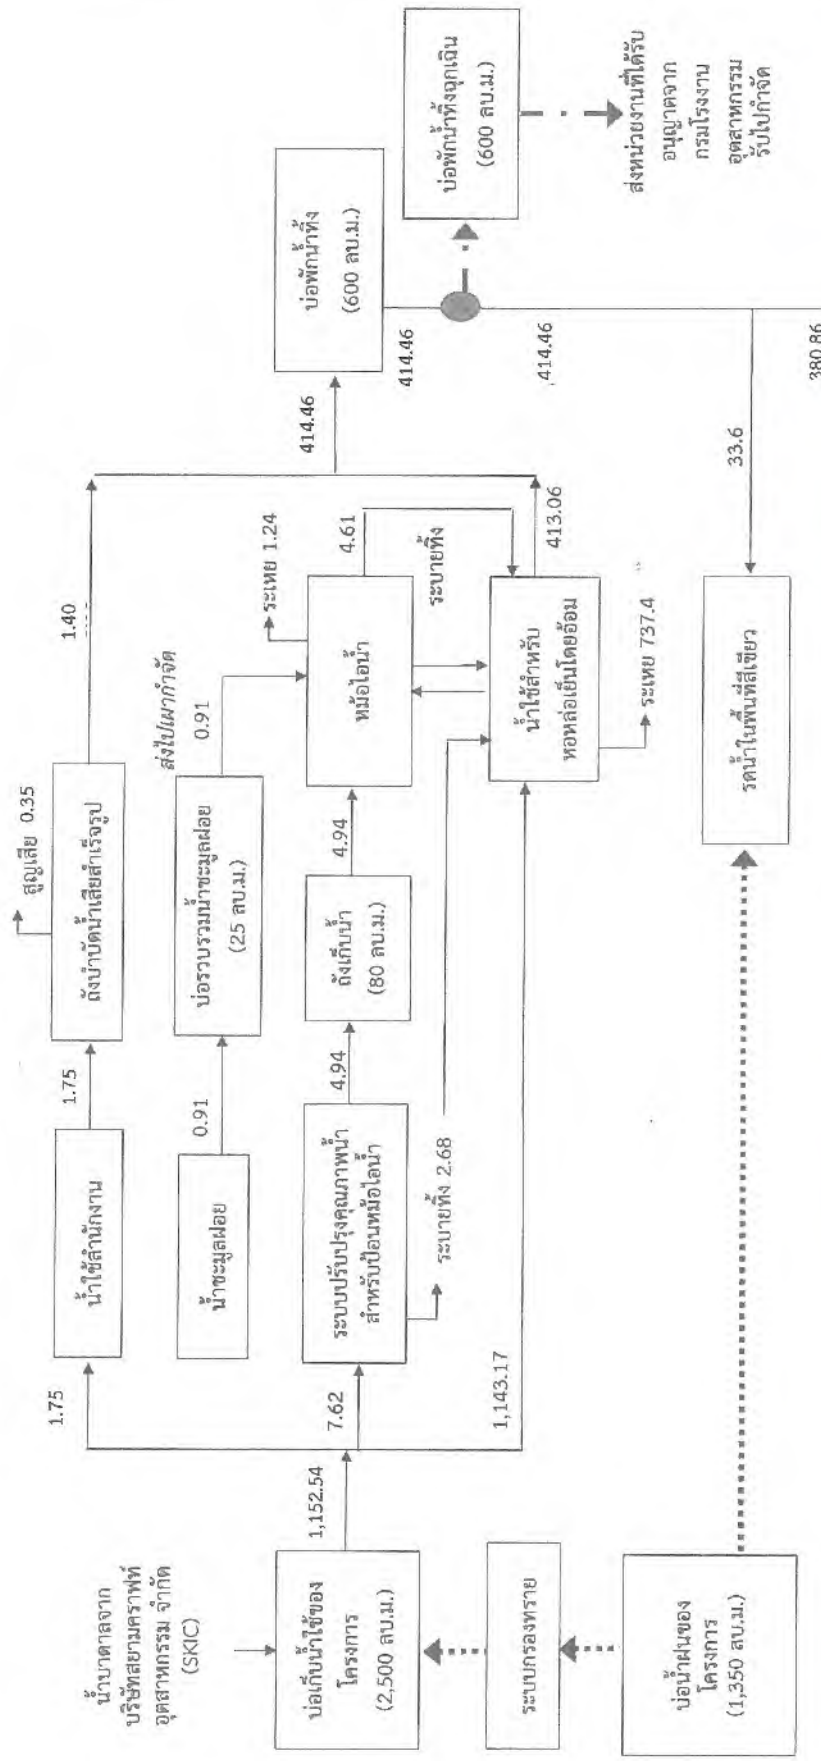 น้ำบาดาลจาก
บริษัทสยามคราฟท์
อุตสาหกรรม จำกัด
(SKIC)
บ่อเก็บน้ำใช้ของ
โครงการ
(2,500 ลบ.ม.)
ระบบกรองทราย
บ่อน้ำฝนของ
โครงการ
(1,350 ลบ.ม.)
1,152.54
1.75
7.62
1,143.17
น้ำใช้สำนักงาน
1.75
ถังบำบัดน้ำเสียสำเร็จรูป
สูญเสีย 0.35
1.40
น้ำชะมูลฝอย
0.91
บ่อรวบรวมน้ำชะมูลฝอย
(25 ลบ.ม.)
ส่งไปเผากำจัด
0.91
ระบบปรับปรุงคุณภาพน้ำ
สำหรับป้อนหม้อไอน้ำ
ระบายทิ้ง 2.68
4.94
ถังเก็บน้ำ
(80 ลบ.ม.)
4.94
หม้อไอน้ำ
ระเหย 1.24
4.61
ระบายทิ้ง
น้ำใช้สำหรับ
หอหล่อเย็นโดยอ้อม
ระเหย 737.4
413.06
414.46
บ่อพักน้ำทิ้ง
(600 ลบ.ม.)
414.46
บ่อพักน้ำทิ้งฉุกเฉิน
(600 ลบ.ม.)
ส่งหน่วยงานที่ได้รับ
อนุญาตจาก
กรมโรงงาน
อุตสาหกรรม
รับไปกำจัด
414.46
33.6
รดน้ำในพื้นที่สีเขียว
380.86